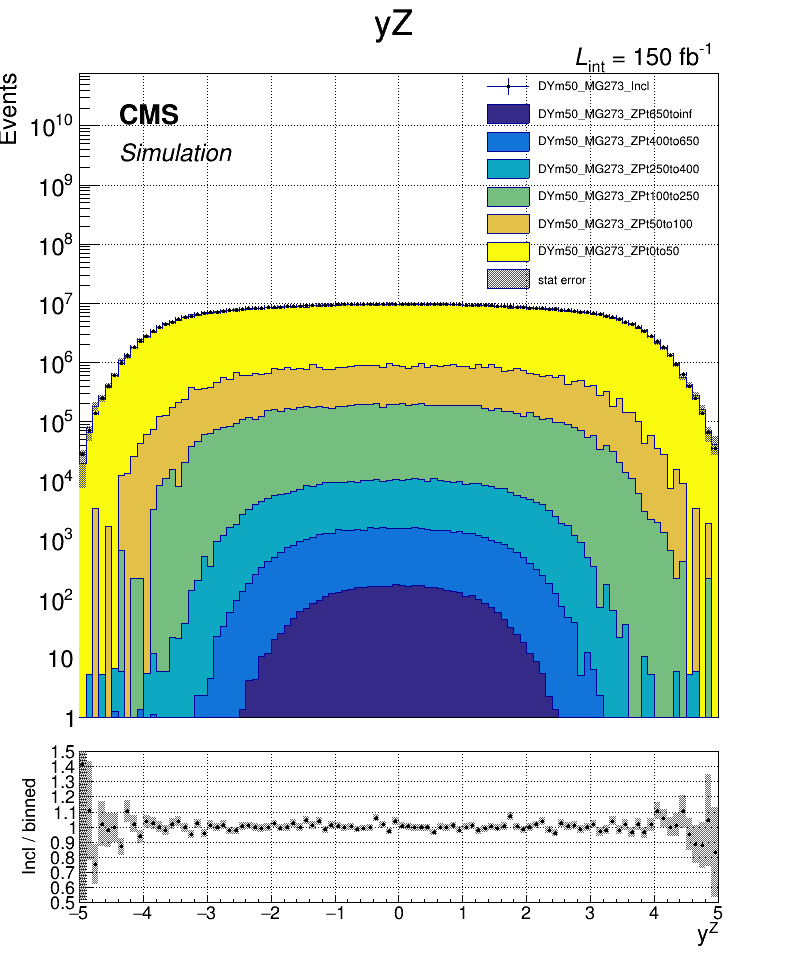 yZ
L_int = 150 fb^-1
Events
CMS
Simulation
DYm50_MG273_Incl
DYm50_MG273_ZPt650toinf
DYm50_MG273_ZPt400to650
DYm50_MG273_ZPt250to400
DYm50_MG273_ZPt100to250
DYm50_MG273_ZPt50to100
DYm50_MG273_ZPt0to50
stat error
10^10
10^9
10^8
10^7
10^6
10^5
10^4
10^3
10^2
10
1
Incl / binned
1.5
1.4
1.3
1.2
1.1
1
0.9
0.8
0.7
0.6
0.5
−5 −4 −3 −2 −1 0 1 2 3 4 5
y^Z